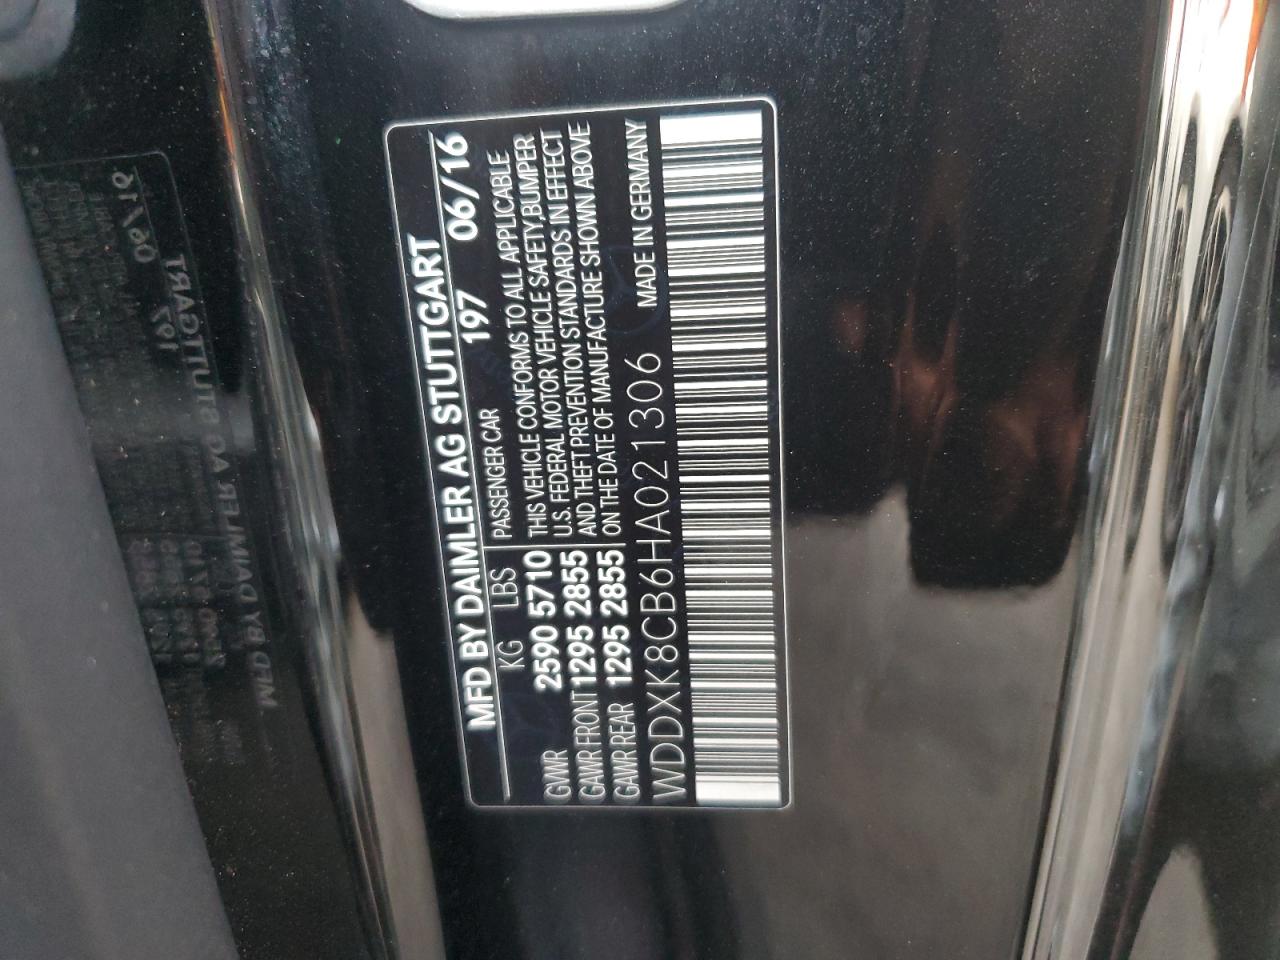 MFD BY DAIMLER AG STUTTGART
197 06/16
KG LBS PASSENGER CAR
GVWR 2590 5710
GAWR FRONT 1295 2855
GAWR REAR 1295 2855
THIS VEHICLE CONFORMS TO ALL APPLICABLE
U.S. FEDERAL MOTOR VEHICLE SAFETY,BUMPER
AND THEFT PREVENTION STANDARDS IN EFFECT
ON THE DATE OF MANUFACTURE SHOWN ABOVE
WDDXK8CB6HA021306 MADE IN GERMANY